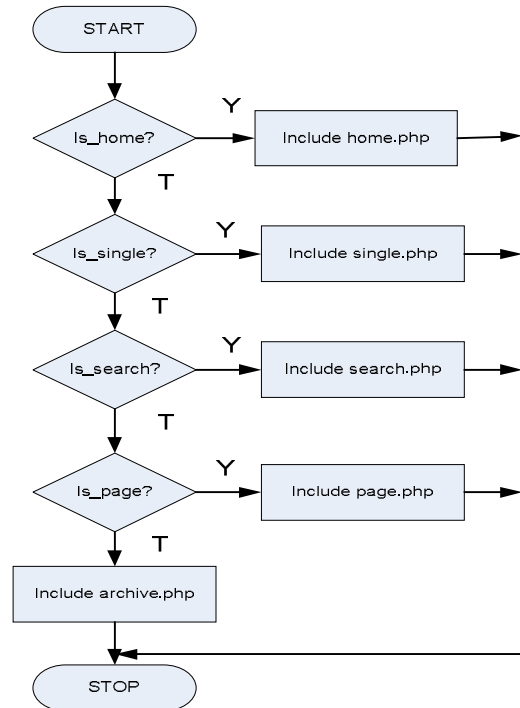 START
Y
Is_home?
Include home.php
T
Y
Is_single?
Include single.php
T
Y
Is_search?
Include search.php
T
Y
Is_page?
Include page.php
T
Include archive.php
STOP